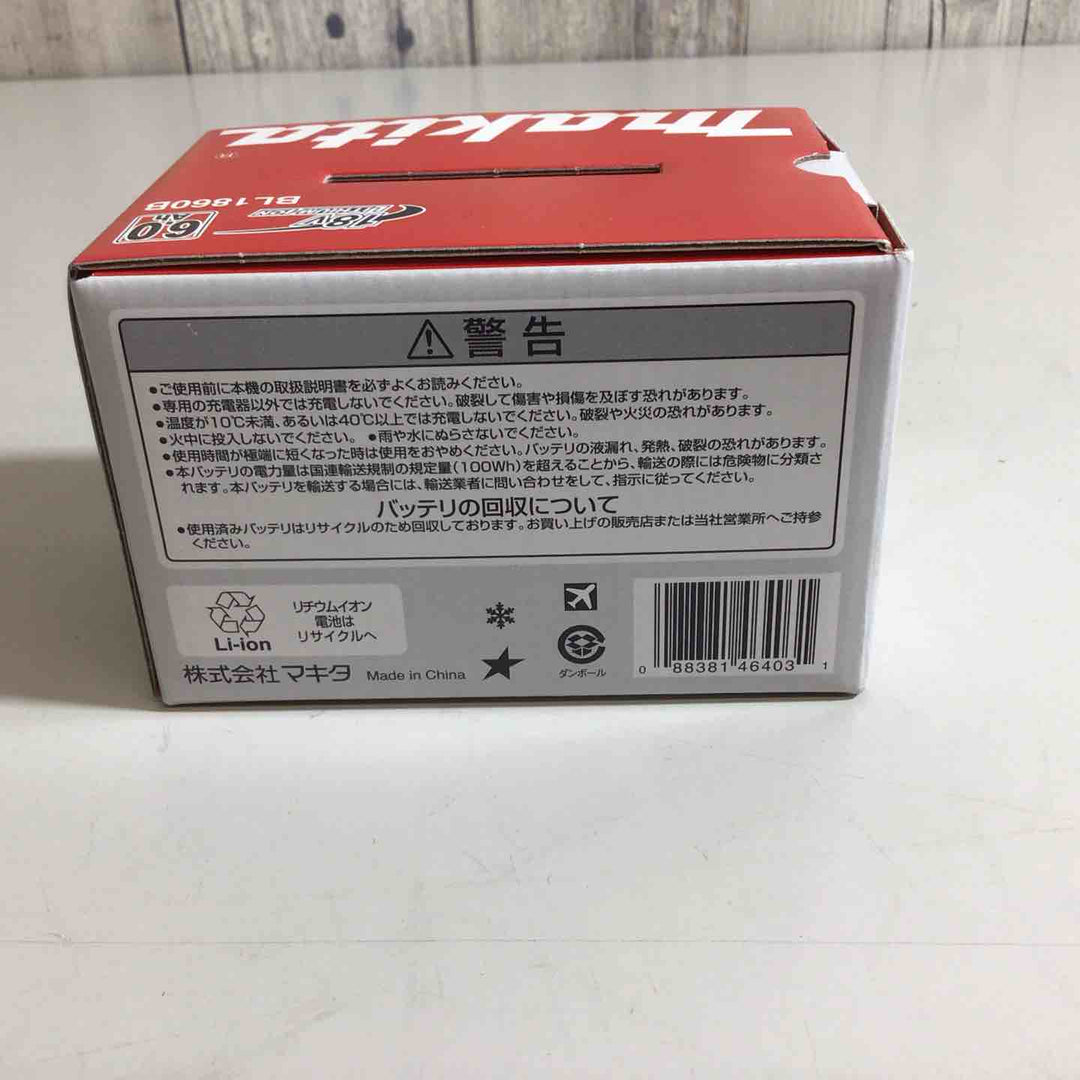 makita
®
BL1860B
18V
LITHIUM-ION
6.0
Ah
警告
●ご使用前に本機の取扱説明書を必ずよくお読みください。
●専用の充電器以外では充電しないでください。破裂して傷害や損傷を及ぼす恐れがあります。
●温度が10℃未満、あるいは40℃以上では充電しないでください。破裂や火災の恐れがあります。
●火中に投入しないでください。 ●雨や水にぬらさないでください。
●使用時間が極端に短くなった時は使用をおやめください。バッテリの液漏れ、発熱、破裂の恐れがあります。
●本バッテリの電力量は国連輸送規制の規定量(100Wh)を超えることから、輸送の際には危険物に分類さ
れます。本バッテリを輸送する場合には、輸送業者に問い合わせをして、指示に従ってください。
バッテリの回収について
●使用済みバッテリはリサイクルのため回収しております。お買い上げの販売店または当社営業所へご持参
ください。
Li-ion
リチウムイオン
電池は
リサイクルへ
株式会社 マキタ Made in China
ダンボール
0 88381 46403 1